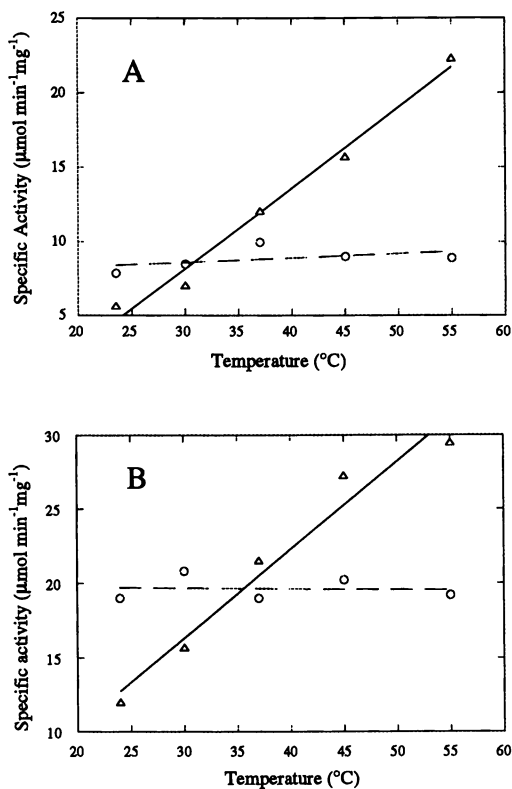 25
20
15
10
5
A
Specific Activity (μmol min⁻¹mg⁻¹)
20 25 30 35 40 45 50 55 60
Temperature (°C)
30
25
20
15
10
B
Specific activity (μmol min⁻¹mg⁻¹)
20 25 30 35 40 45 50 55 60
Temperature (°C)